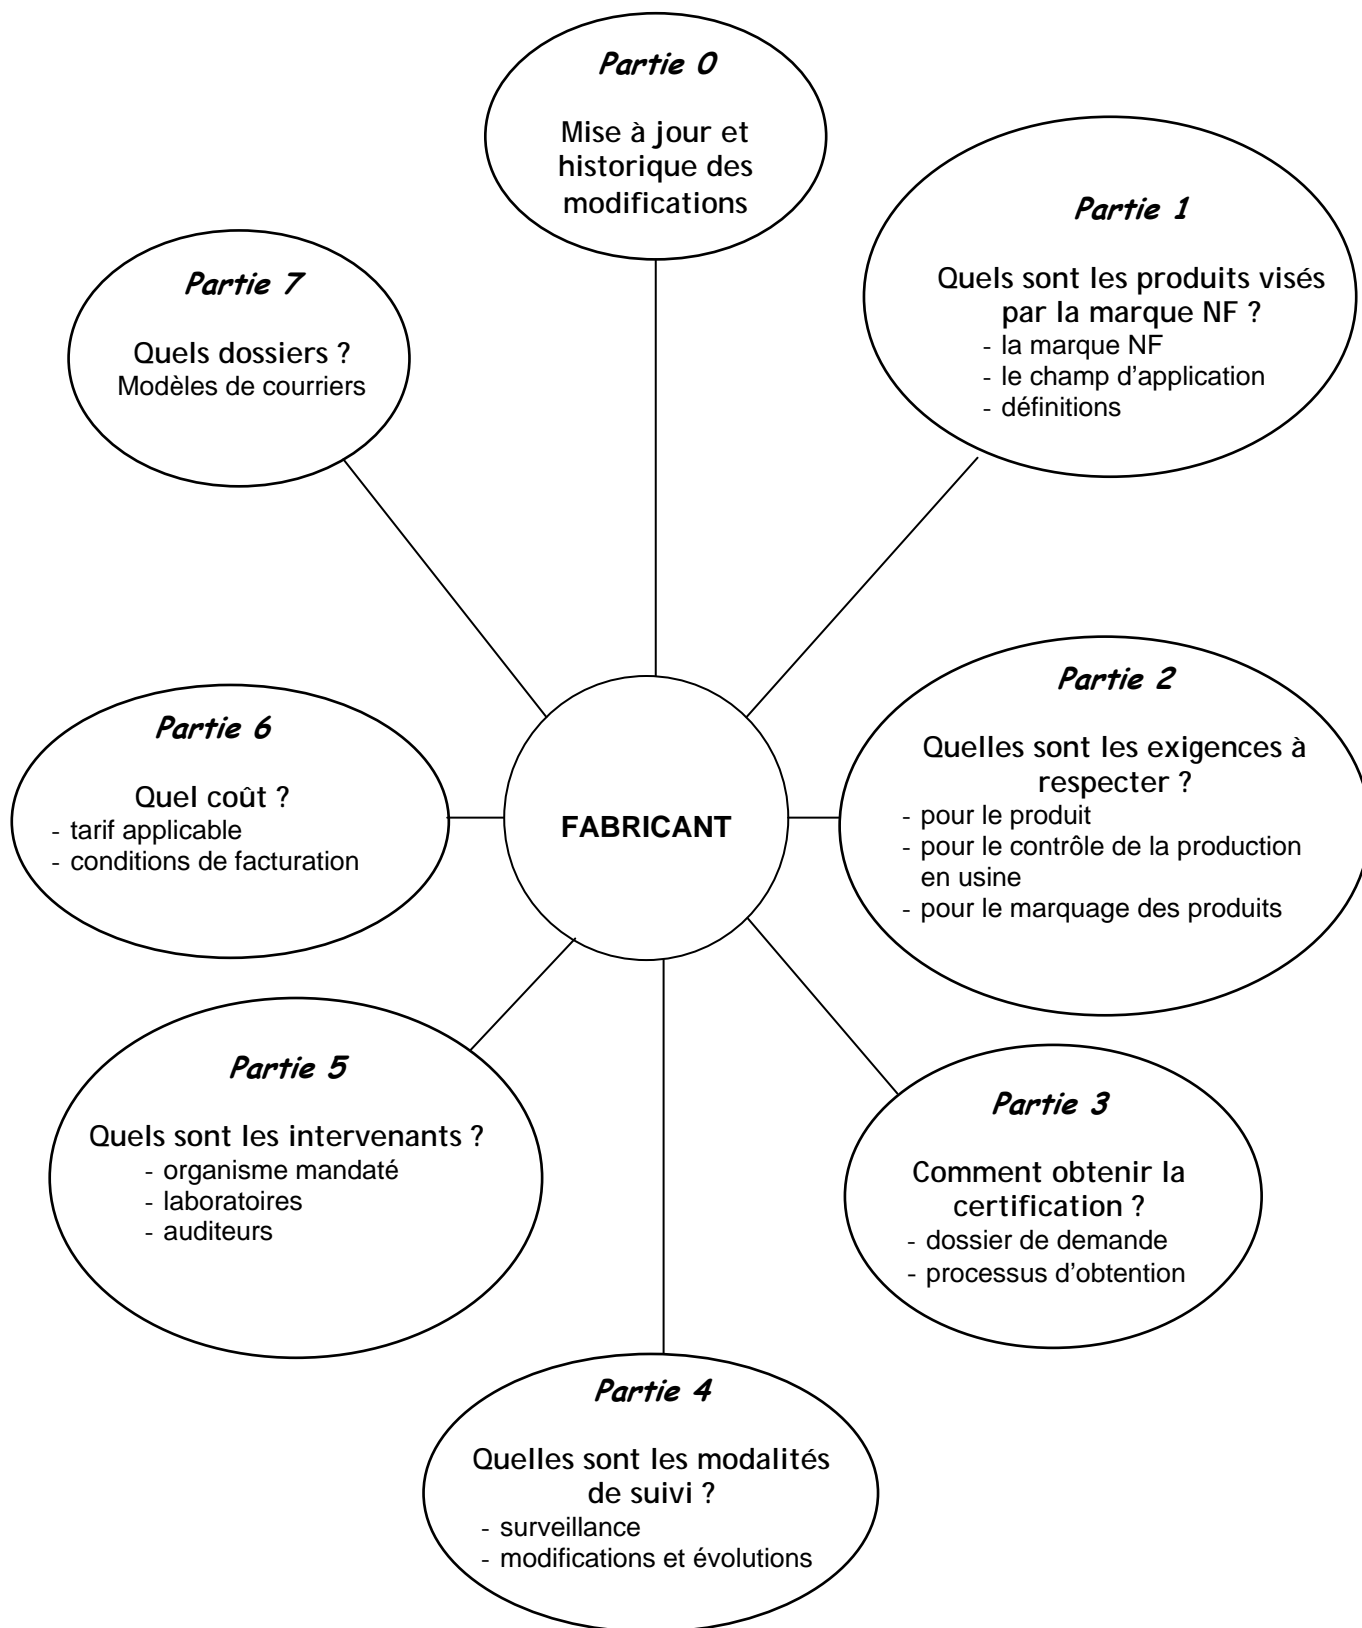 Partie 0
Mise à jour et
historique des
modifications
Partie 1
Quels sont les produits visés
par la marque NF ?
- la marque NF
- le champ d'application
- définitions
Partie 7
Quels dossiers ?
Modèles de courriers
Partie 2
Quelles sont les exigences à
respecter ?
- pour le produit
- pour le contrôle de la production
en usine
- pour le marquage des produits
Partie 6
Quel coût ?
- tarif applicable
- conditions de facturation
FABRICANT
Partie 5
Quels sont les intervenants ?
- organisme mandaté
- laboratoires
- auditeurs
Partie 3
Comment obtenir la
certification ?
- dossier de demande
- processus d'obtention
Partie 4
Quelles sont les modalités
de suivi ?
- surveillance
- modifications et évolutions